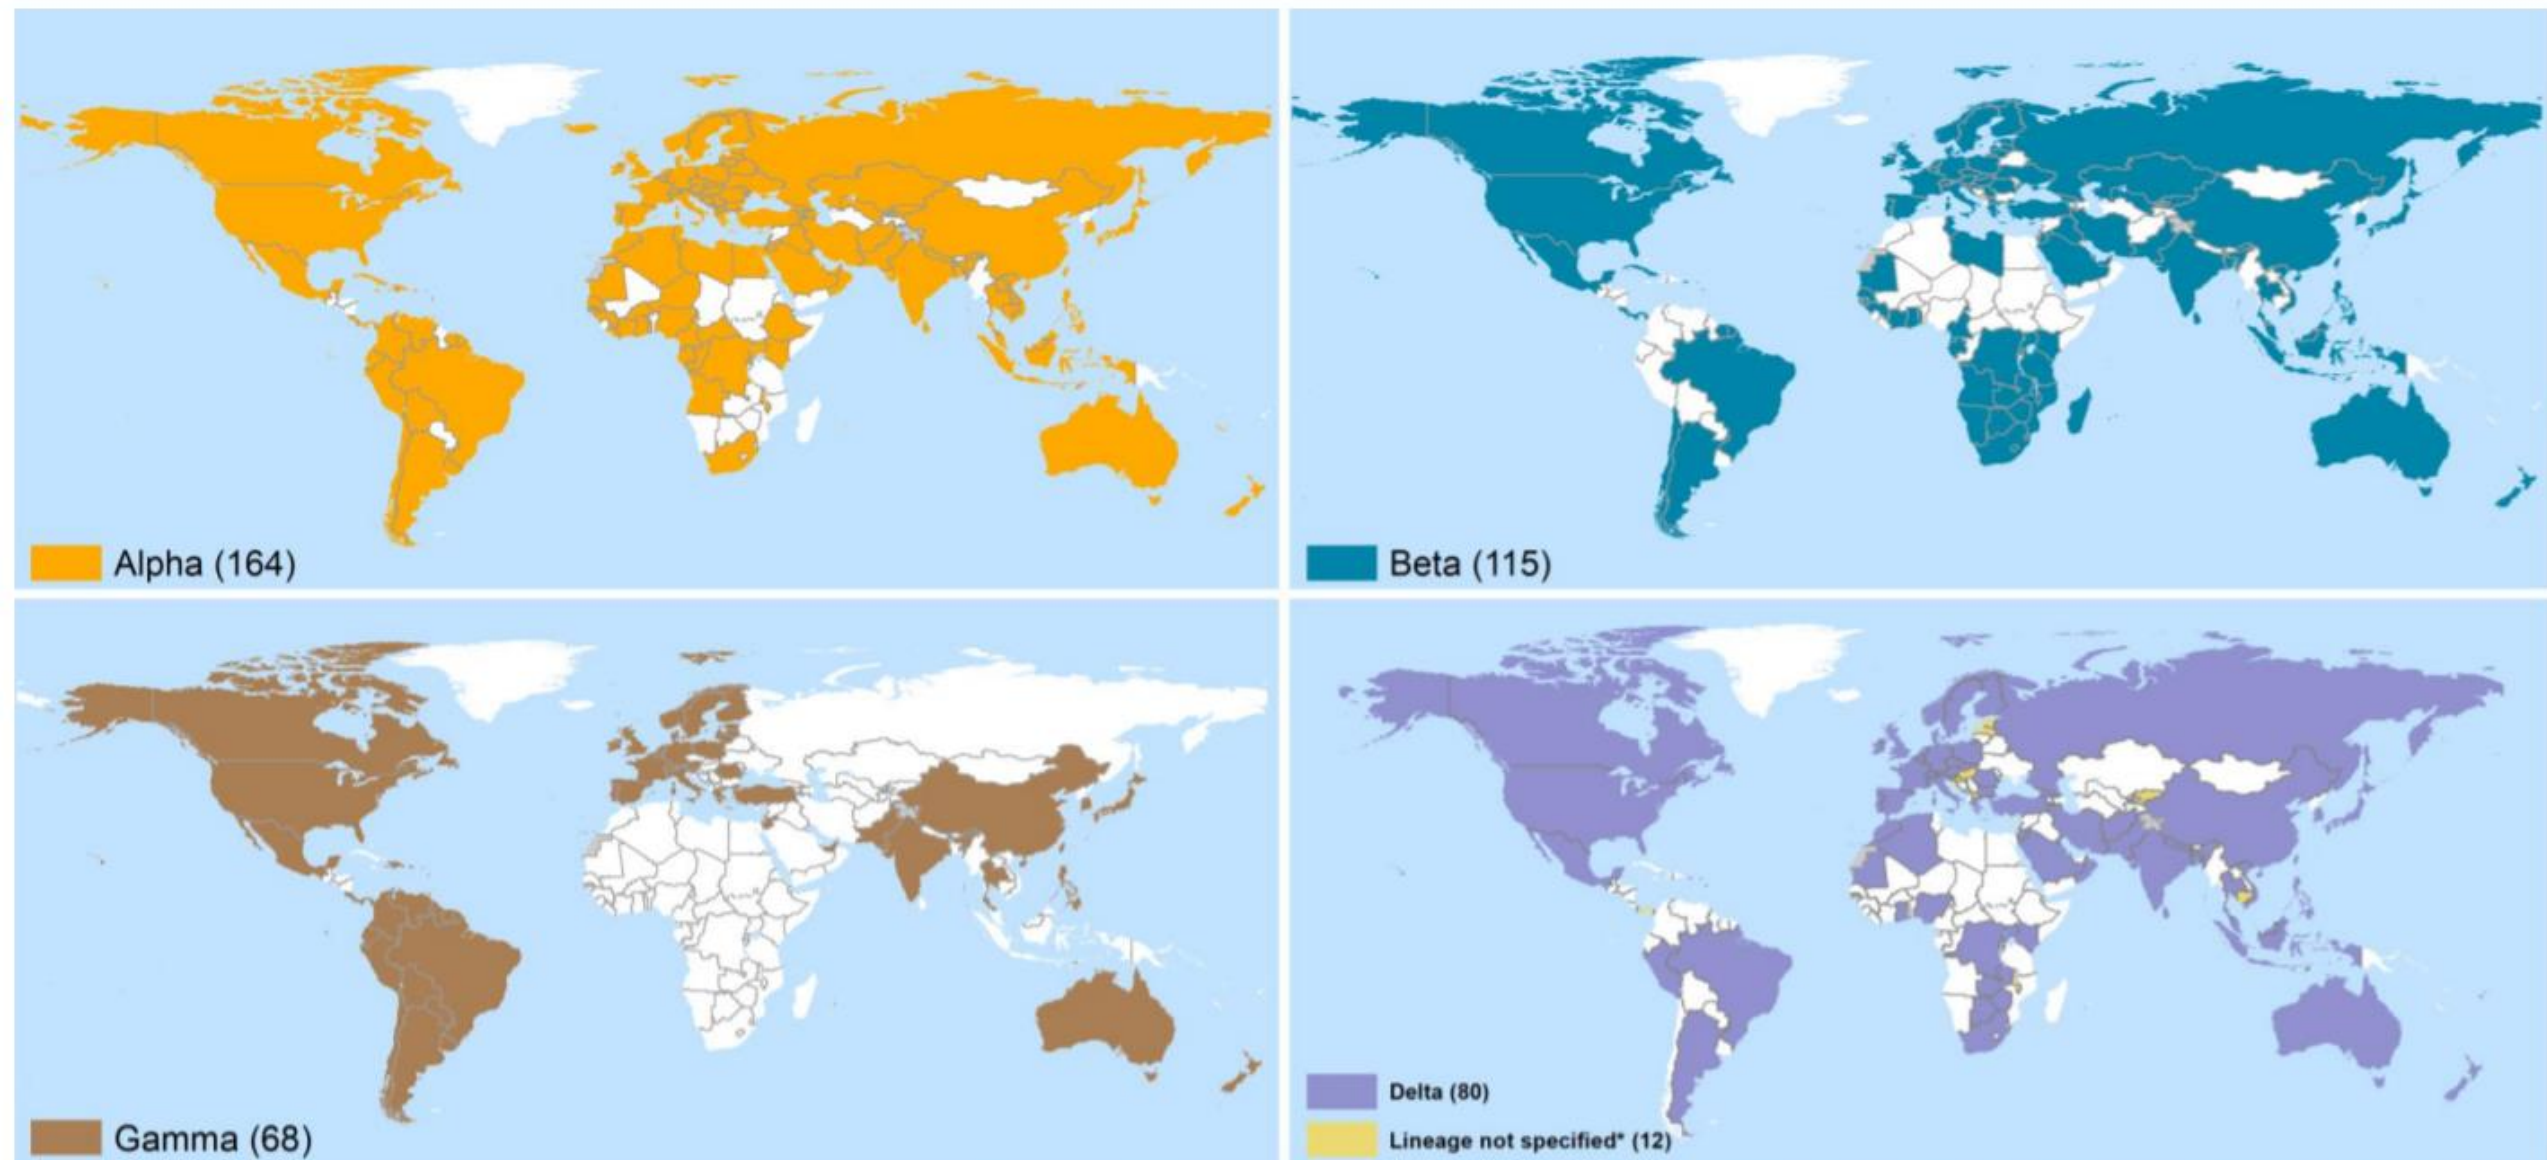 Alpha (164)
Beta (115)
Gamma (68)
Delta (80)
Lineage not specified* (12)